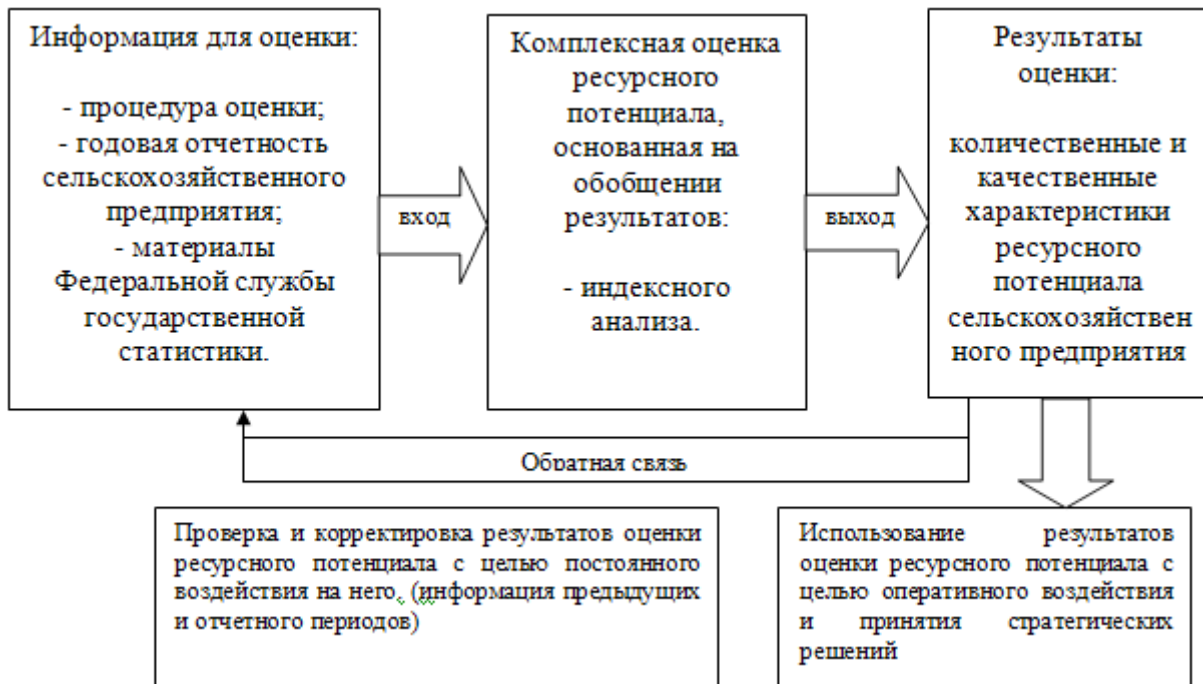 Информация для оценки:
- процедура оценки;
- годовая отчетность
сельскохозяйственного
предприятия;
- материалы
Федеральной службы
государственной
статистики.
вход
Комплексная оценка
ресурсного
потенциала,
основанная на
обобщении
результатов:
- индексного
анализа.
выход
Результаты
оценки:
количественные и
качественные
характеристики
ресурсного
потенциала
сельскохозяйствен
ного предприятия
Обратная связь
Проверка и корректировка результатов оценки
ресурсного потенциала с целью постоянного
воздействия на него. (информация предыдущих
и отчетного периодов)
Использование результатов
оценки ресурсного потенциала с
целью оперативного воздействия
и принятия стратегических
решений